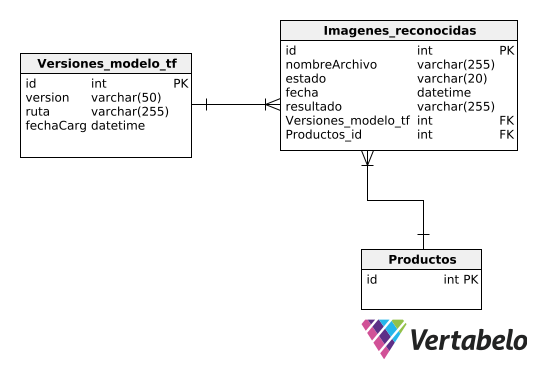 Versiones_modelo_tf
id int PK
version varchar(50)
ruta varchar(255)
fechaCarg datetime
Imagenes_reconocidas
id int PK
nombreArchivo varchar(255)
estado varchar(20)
fecha datetime
resultado varchar(255)
Versiones_modelo_tf int FK
Productos_id int FK
Productos
id int PK
Vertabelo